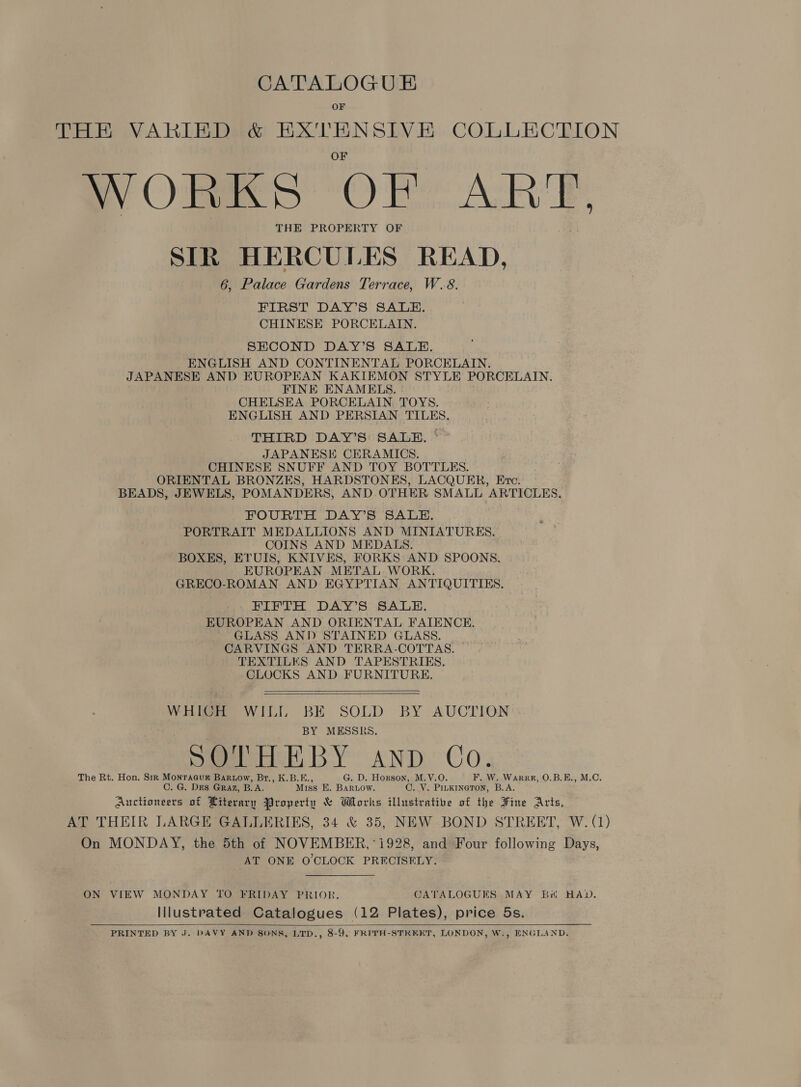 CATALOGUE
OF
THE VARIED & EXTENSIVE COLLECTION
OF
WORKS OF ART,
THE PROPERTY OF
SIR HERCULES READ,
6, Palace Gardens Terrace, W.8.
FIRST DAY'S SALE.
CHINESE PORCELAIN.
SECOND DAY'S SALE.
ENGLISH AND CONTINENTAL PORCELAIN.
JAPANESE AND EUROPEAN KAKIEMON STYLE PORCELAIN.
FINE ENAMELS.
CHELSEA PORCELAIN TOYS.
ENGLISH AND PERSIAN TILES.
THIRD DAY'S SALE.
JAPANESE CERAMICS.
CHINESE SNUFF AND TOY BOTTLES.
ORIENTAL BRONZES, HARDSTONES, LACQUER, ETC.
BEADS, JEWELS, POMANDERS, AND OTHER SMALL ARTICLES.
FOURTH DAY'S SALE.
PORTRAIT MEDALLIONS AND MINIATURES.
COINS AND MEDALS.
BOXES, ETUIS, KNIVES, FORKS AND SPOONS.
EUROPEAN METAL WORK.
GRECO-ROMAN AND EGYPTIAN ANTIQUITIES.
FIFTH DAY'S SALE.
EUROPEAN AND ORIENTAL FAIENCE.
GLASS AND STAINED GLASS.
CARVINGS AND TERRA-COTTAS.
TEXTILES AND TAPESTRIES.
CLOCKS AND FURNITURE.
WHICH WILL BE SOLD BY AUCTION
BY MESSRS.
SOTHEBY AND CO.
The Rt. Hon. SIR MONTAGUE BARLOW, BT., K.B.E., G. D. HOBSON, M.V.O. F. W. WARRE, O.B.E., M.C.
C. G. DES GRAZ, B.A. MISS E. BARLOW. C. V. PILKINGTON, B.A.
Auctioneers of Literary Property & Works illustrative of the Fine Arts,
AT THEIR LARGE GALLERIES, 34 & 35, NEW BOND STREET, W.(1)
On MONDAY, the 5th of NOVEMBER, 1928, and Four following Days,
AT ONE O'CLOCK PRECISELY.
ON VIEW MONDAY TO FRIDAY PRIOR. CATALOGUES MAY BE HAD.
Illustrated Catalogues (12 Plates), price 5s.
PRINTED BY J. DAVY AND SONS, LTD., 8-9, FRITH-STREET, LONDON, W., ENGLAND.